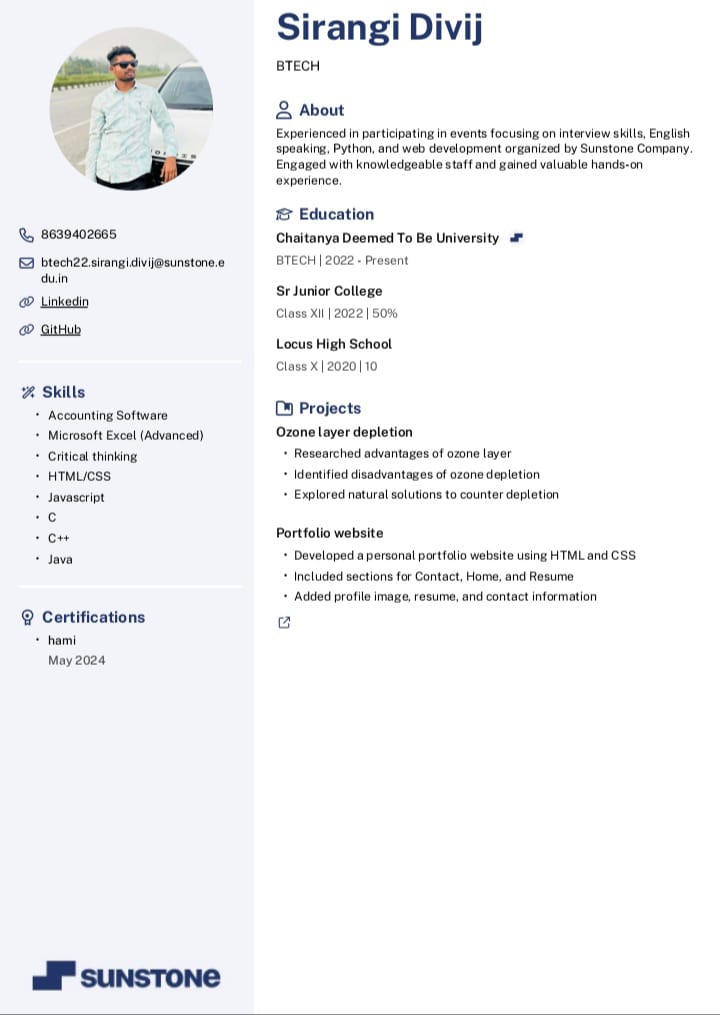 Sirangi Divij
BTECH
8639402665
btech22.sirangi.divij@sunstone.e
du.in
Linkedin
GitHub
Skills
• Accounting Software
• Microsoft Excel (Advanced)
• Critical thinking
• HTML/CSS
• Javascript
• C
• C++
• Java
Certifications
• hami
May 2024
SUNSTONE
About
Experienced in participating in events focusing on interview skills, English
speaking, Python, and web development organized by Sunstone Company.
Engaged with knowledgeable staff and gained valuable hands-on
experience.
Education
Chaitanya Deemed To Be University
BTECH | 2022 - Present
Sr Junior College
Class XII | 2022 | 50%
Locus High School
Class X | 2020 | 10
Projects
Ozone layer depletion
• Researched advantages of ozone layer
• Identified disadvantages of ozone depletion
• Explored natural solutions to counter depletion
Portfolio website
• Developed a personal portfolio website using HTML and CSS
• Included sections for Contact, Home, and Resume
• Added profile image, resume, and contact information